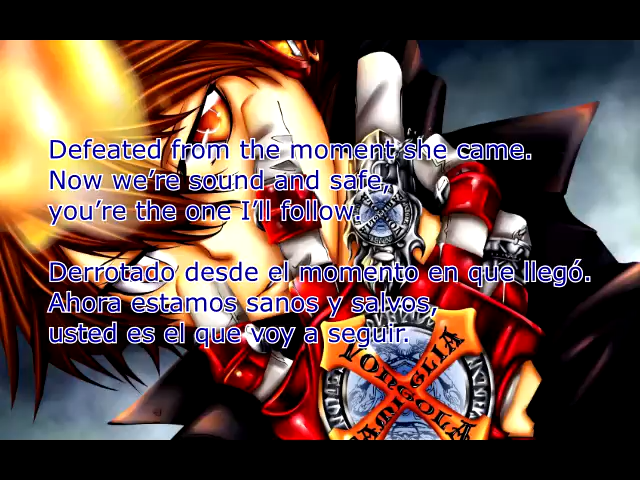 Defeated from the moment she came.
Now we're sound and safe,
you're the one I'll follow.
Derrotado desde el momento en que llegó.
Ahora estamos sanos y salvos,
usted es el que voy a seguir.
VONGOLA
FAMIGLIA